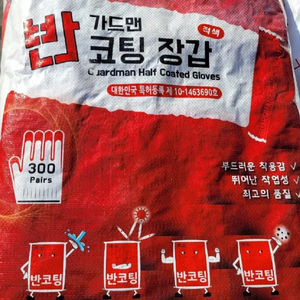 반
가드맨
적색
코팅 장갑
Guardman Half Coated Gloves
대한민국 특허등록 제 10-1463690호
300
Pairs
부드러운 착용감 √
뛰어난 작업성 √
최고의 품질 √
반코팅
반코팅
반코팅
반코팅